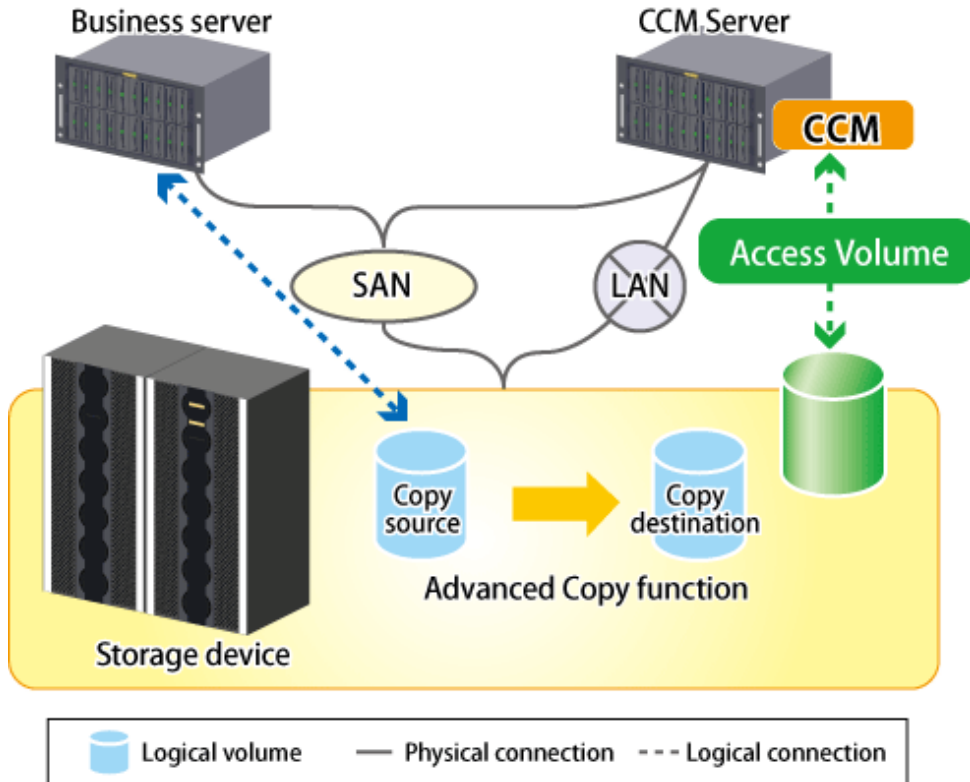 Business server
CCM Server
CCM
Access Volume
SAN
LAN
Copy
source
Copy
destination
Advanced Copy function
Storage device
Logical volume
Physical connection
Logical connection